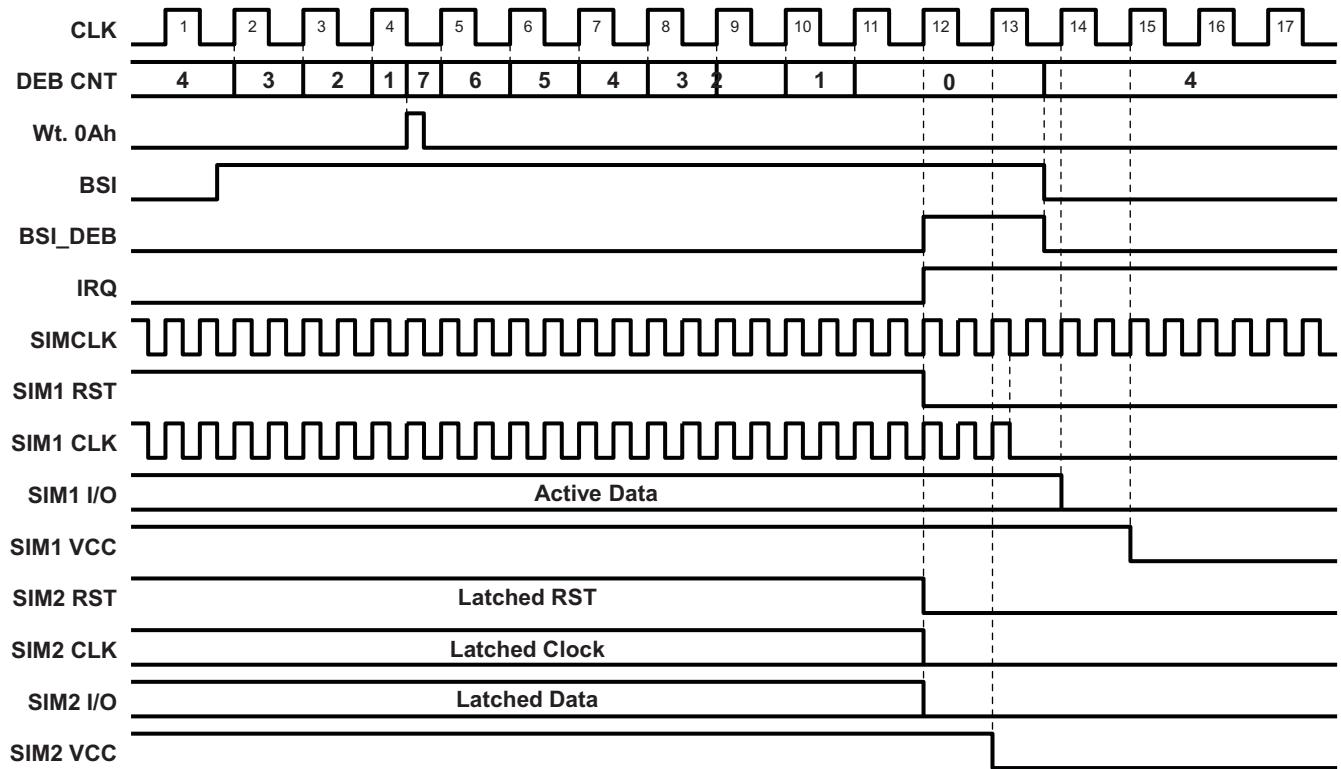 CLK 1 2 3 4 5 6 7 8 9 10 11 12 13 14 15 16 17
DEB CNT 4 3 2 1 7 6 5 4 3 2 1 0 4
Wt. 0Ah
BSI
BSI_DEB
IRQ
SIMCLK
SIM1 RST
SIM1 CLK
SIM1 I/O Active Data
SIM1 VCC
SIM2 RST Latched RST
SIM2 CLK Latched Clock
SIM2 I/O Latched Data
SIM2 VCC